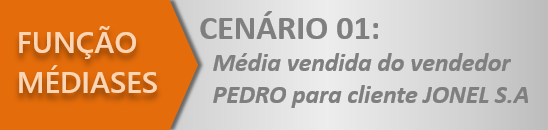 FUNÇÃO
MÉDIASES
CENÁRIO 01:
Média vendida do vendedor
PEDRO para cliente JONEL S.A